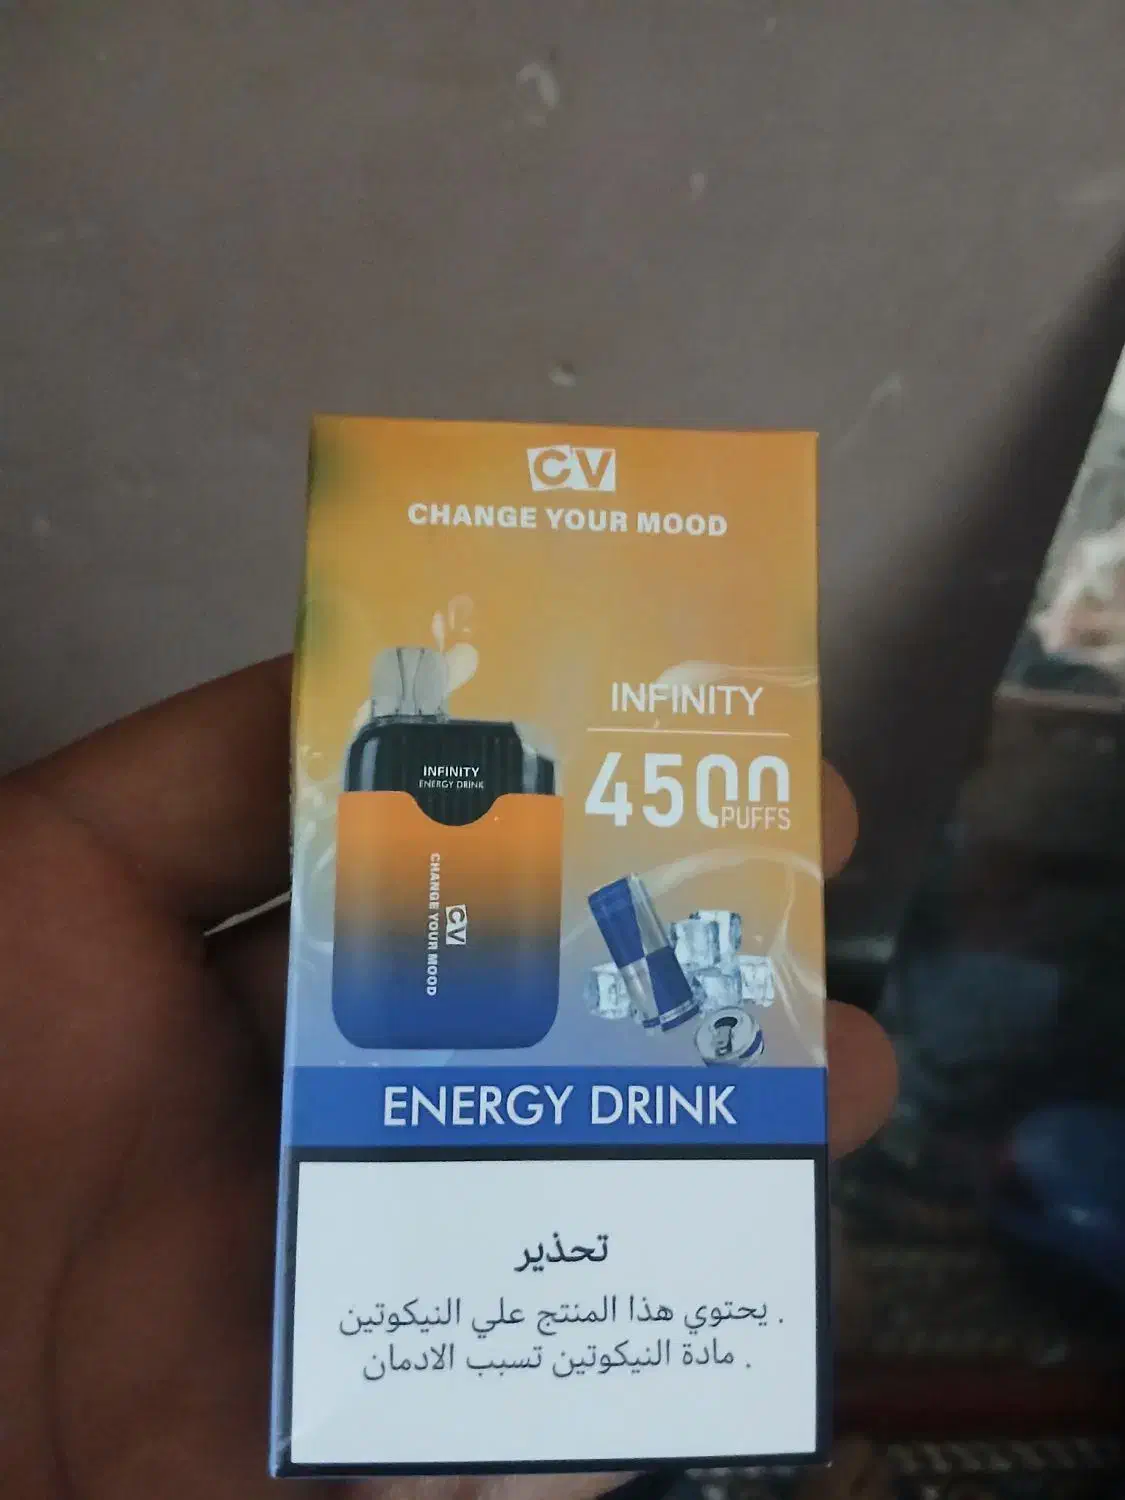 CV
CHANGE YOUR MOOD
INFINITY
4500
PUFFS
INFINITY
ENERGY DRINK
CV
CHANGE YOUR MOOD
ENERGY DRINK
تحذير
. يحتوي هذا المنتج علي النيكوتين
. مادة النيكوتين تسبب الادمان